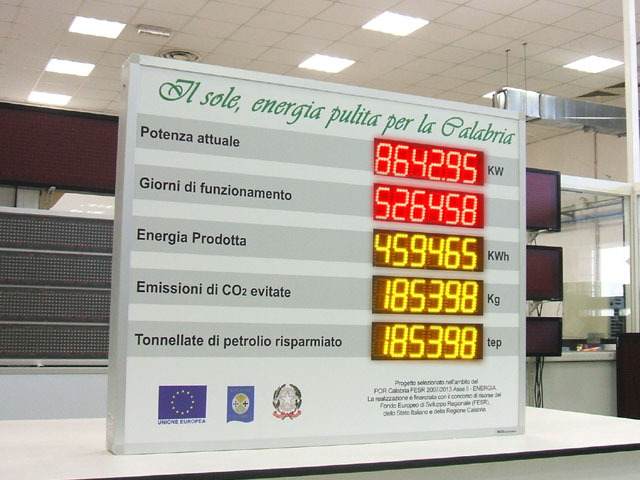 Il sole, energia pulita per la Calabria
Potenza attuale 8642.95 KW
Giorni di funzionamento 526458
Energia Prodotta 459465 KWh
Emissioni di CO2 evitate 185398 Kg
Tonnellate di petrolio risparmiato 185398 tep
UNIONE EUROPEA
Progetto selezionato nell'ambito del
POR Calabria FESR 2007/2013 Asse II - ENERGIA.
La realizzazione è finanziata con il concorso di risorse del
Fondo Europeo di Sviluppo Regionale (FESR),
dello Stato Italiano e della Regione Calabria